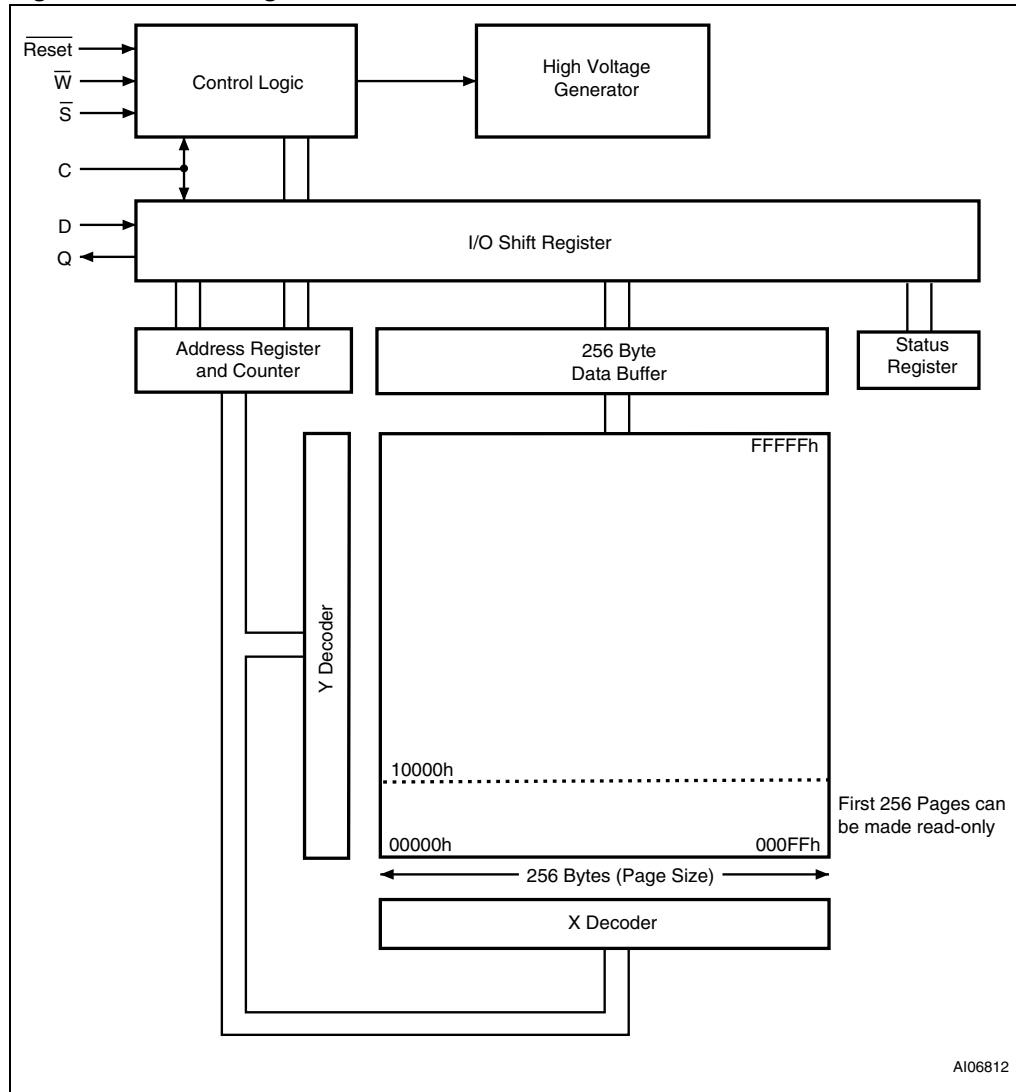 Reset
W
S
C
D
Q
Control Logic
High Voltage
Generator
I/O Shift Register
Address Register
and Counter
256 Byte
Data Buffer
Status
Register
Y Decoder
FFFFFh
10000h
First 256 Pages can
be made read-only
00000h
000FFh
256 Bytes (Page Size)
X Decoder
AI06812